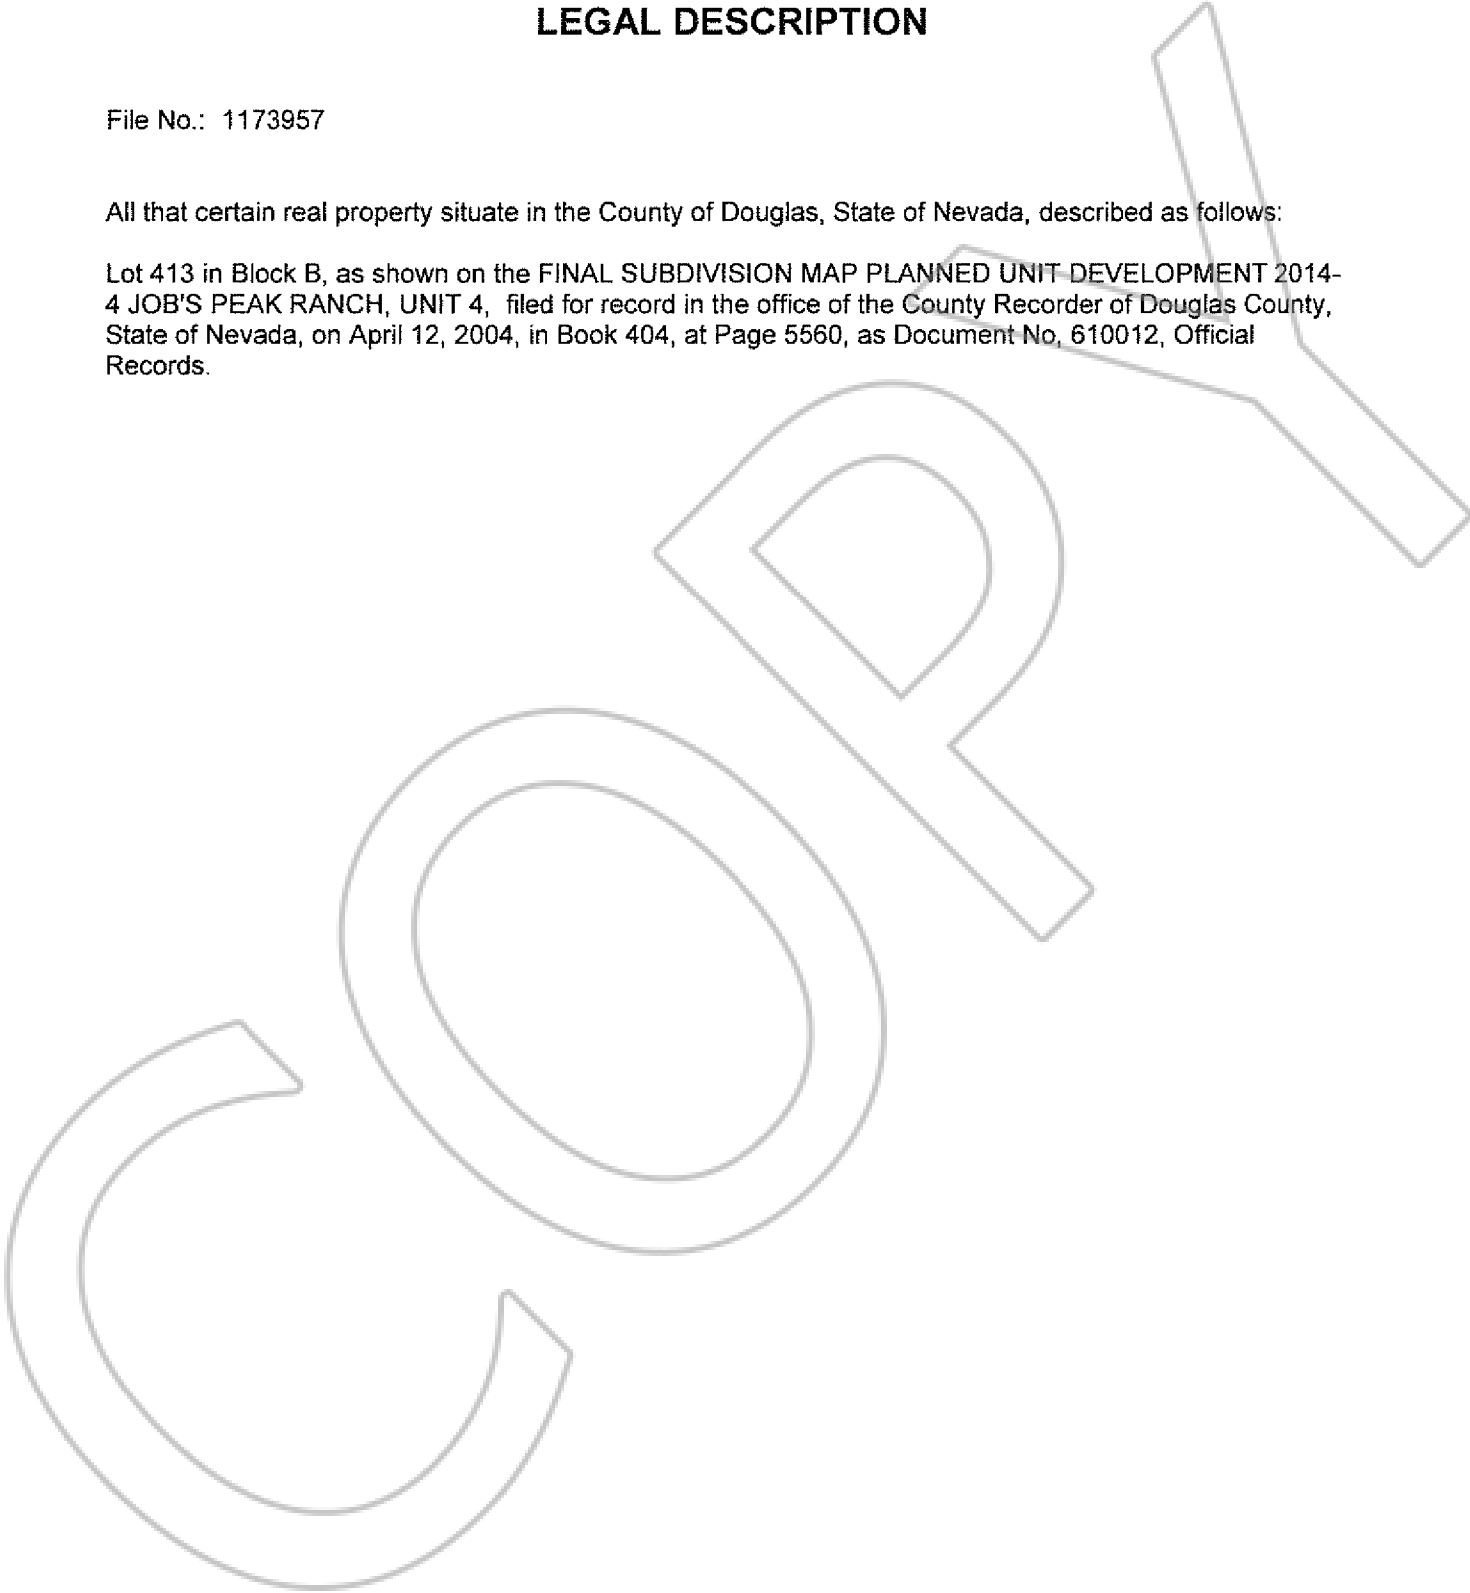 LEGAL DESCRIPTION
File No.: 1173957
All that certain real property situate in the County of Douglas, State of Nevada, described as follows:
Lot 413 in Block B, as shown on the FINAL SUBDIVISION MAP PLANNED UNIT DEVELOPMENT 2014-
4 JOB'S PEAK RANCH, UNIT 4, filed for record in the office of the County Recorder of Douglas County,
State of Nevada, on April 12, 2004, in Book 404, at Page 5560, as Document No, 610012, Official
Records.
COPY